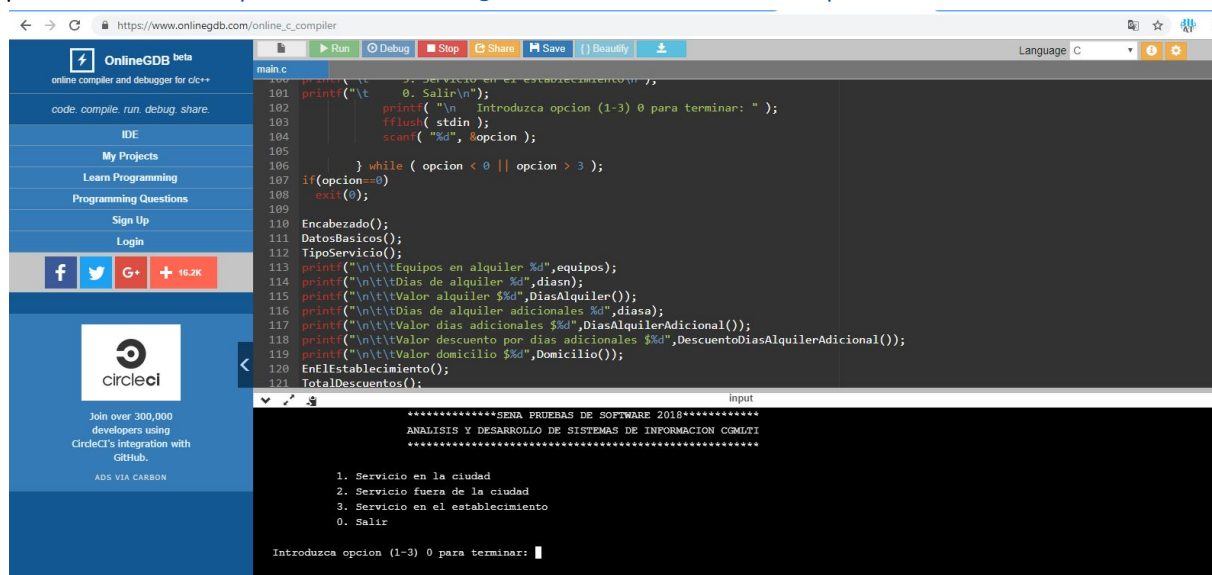 https://www.onlinegdb.com/online_c_compiler
OnlineGDB beta
online compiler and debugger for c/c++
code. compile. run. debug. share.
IDE
My Projects
Learn Programming
Programming Questions
Sign Up
Login
f
G+
+ 16.2K
circleci
Join over 300,000
developers using
CircleCI's integration with
GitHub.
ADS VIA CARBON
Run Debug Stop Share Save {} Beautify
Language C
main.c
100 printf( "\t 3. Servicio en el establecimiento\n");
101 printf("\t 0. Salir\n");
102 printf( "\n Introduzca opcion (1-3) 0 para terminar: " );
103 fflush( stdin );
104 scanf( "%d", &opcion );
105
106 } while ( opcion < 0 || opcion > 3 );
107 if(opcion==0)
108 exit(0);
109
110 Encabezado();
111 DatosBasicos();
112 TipoServicio();
113 printf("\n\t\tEquipos en alquiler %d",equipos);
114 printf("\n\t\tDias de alquiler %d",diasn);
115 printf("\n\t\tValor alquiler $%d",DiasAlquiler());
116 printf("\n\t\tDias de alquiler adicionales %d",diasa);
117 printf("\n\t\tValor dias adicionales $%d",DiasAlquilerAdicional());
118 printf("\n\t\tValor descuento por dias adicionales $%d",DescuentoDiasAlquilerAdicional());
119 printf("\n\t\tValor domicilio $%d",Domicilio());
120 EnElEstablecimiento();
121 TotalDescuentos();
input
**************SENA PRUEBAS DE SOFTWARE 2018************
ANALISIS Y DESARROLLO DE SISTEMAS DE INFORMACION CGMLTI
*******************************************************
1. Servicio en la ciudad
2. Servicio fuera de la ciudad
3. Servicio en el establecimiento
0. Salir
Introduzca opcion (1-3) 0 para terminar: